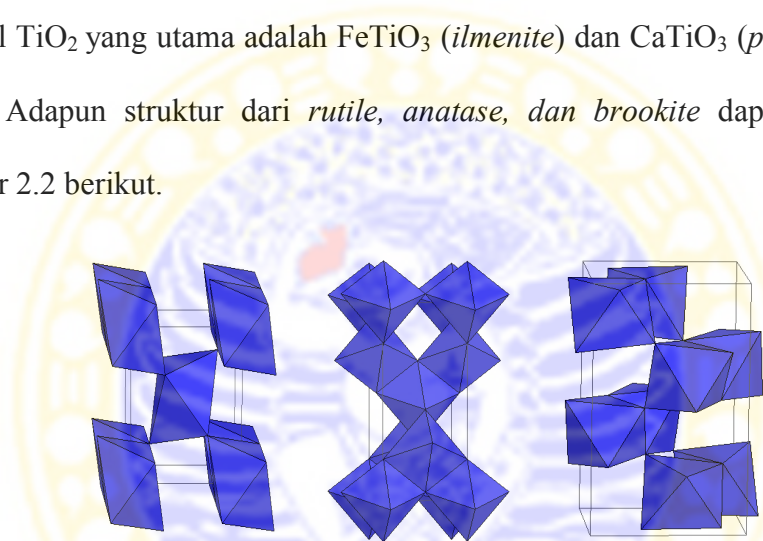 TiO₂ yang utama adalah FeTiO₃ (ilmenite) dan CaTiO₃ (
Adapun struktur dari rutile, anatase, dan brookite
2.2 berikut.